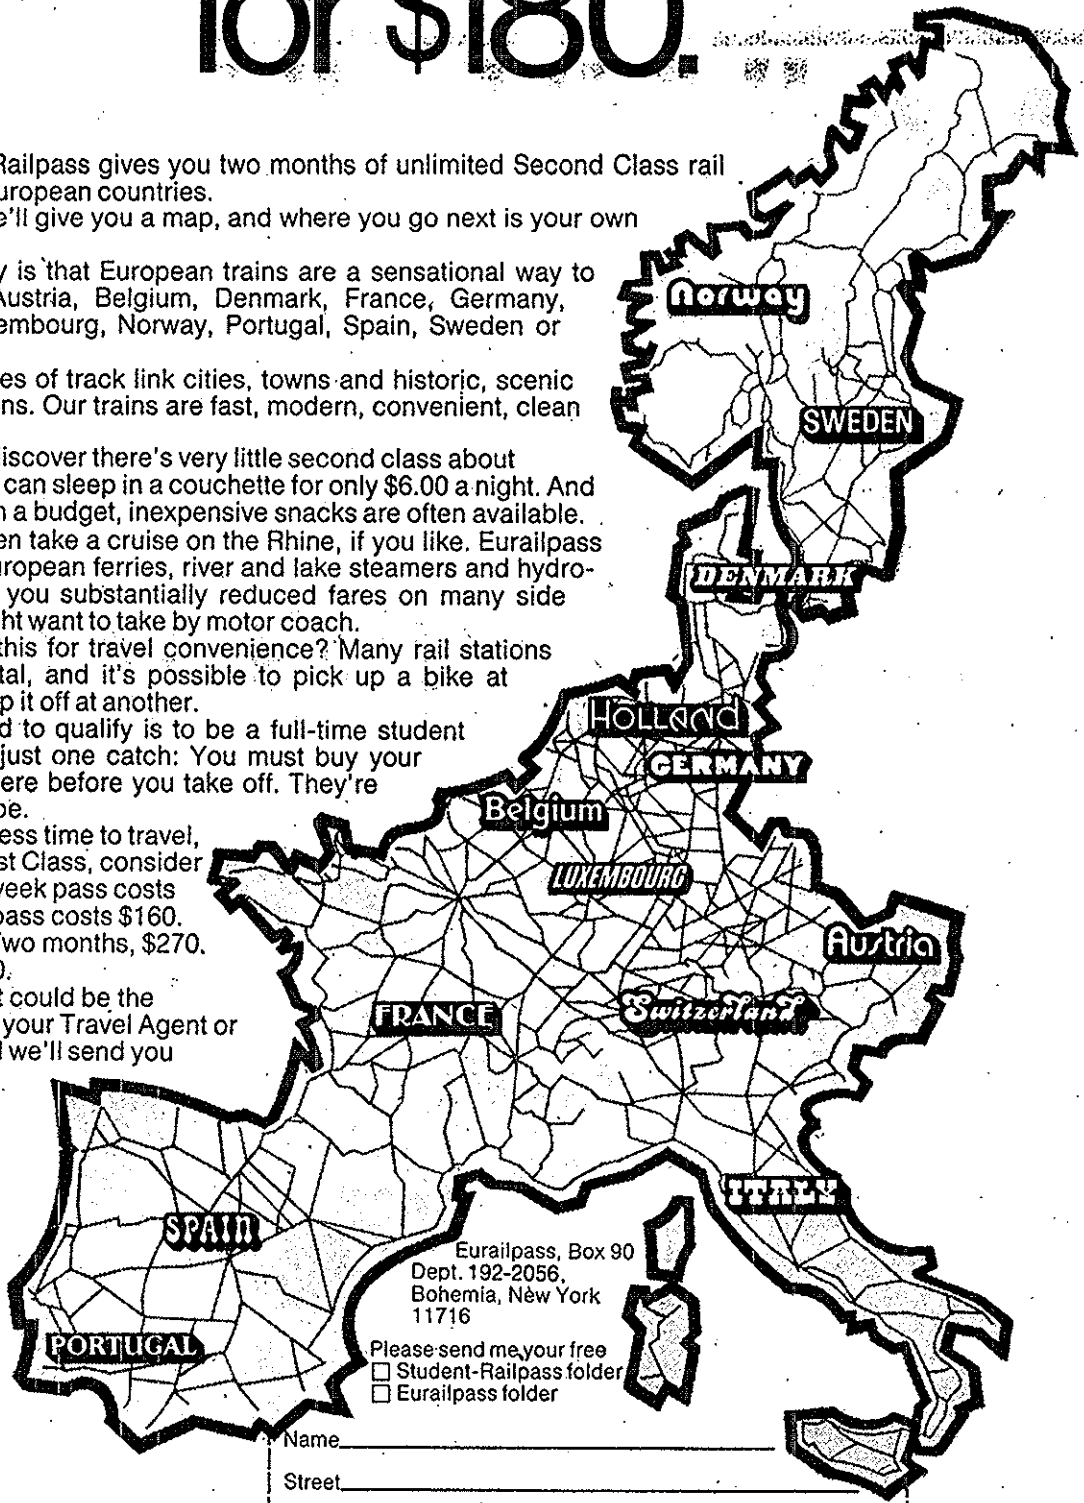 for $180.
Railpass gives you two months of unlimited Second Class rail
uropean countries.
e'll give you a map, and where you go next is your own
y is that European trains are a sensational way to
Austria, Belgium, Denmark, France, Germany,
embourg, Norway, Portugal, Spain, Sweden or
es of track link cities, towns and historic, scenic
ns. Our trains are fast, modern, convenient, clean
iscover there's very little second class about
can sleep in a couchette for only $6.00 a night. And
n a budget, inexpensive snacks are often available.
en take a cruise on the Rhine, if you like. Eurailpass
uropean ferries, river and lake steamers and hydro-
you substantially reduced fares on many side
ht want to take by motor coach.
this for travel convenience? Many rail stations
tal, and it's possible to pick up a bike at
p it off at another.
d to qualify is to be a full-time student
just one catch: You must buy your
ere before you take off. They're
pe.
ess time to travel,
st Class, consider
week pass costs
pass costs $160.
Two months, $270.
0.
t could be the
your Travel Agent or
d we'll send you
Norway
SWEDEN
DENMARK
HOLLAND
GERMANY
Belgium
LUXEMBOURG
Austria
FRANCE
Switzerland
ITALY
SPAIN
PORTUGAL
Eurailpass, Box 90
Dept. 192-2056,
Bohemia, New York
11716
Please send me your free
□ Student-Railpass folder
□ Eurailpass folder
Name
Street